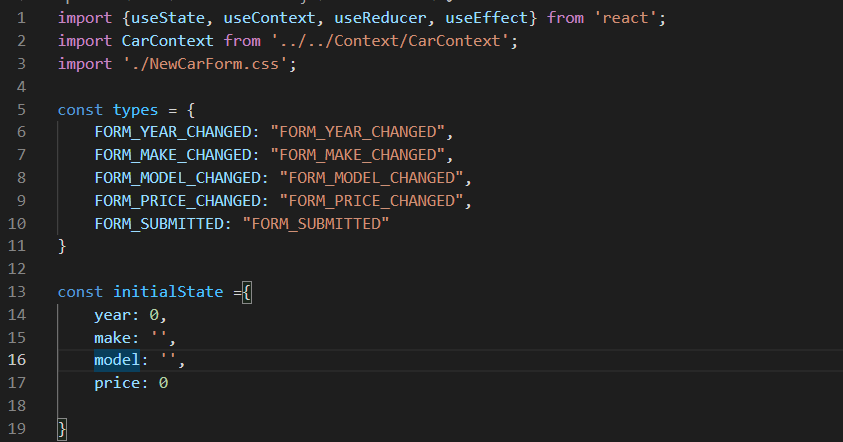 1 import {useState, useContext, useReducer, useEffect} from 'react';
2 import CarContext from '../../Context/CarContext';
3 import './NewCarForm.css';
4
5 const types = {
6 FORM_YEAR_CHANGED: "FORM_YEAR_CHANGED",
7 FORM_MAKE_CHANGED: "FORM_MAKE_CHANGED",
8 FORM_MODEL_CHANGED: "FORM_MODEL_CHANGED",
9 FORM_PRICE_CHANGED: "FORM_PRICE_CHANGED",
10 FORM_SUBMITTED: "FORM_SUBMITTED"
11 }
12
13 const initialState ={
14 year: 0,
15 make: '',
16 model: '',
17 price: 0
18
19 }